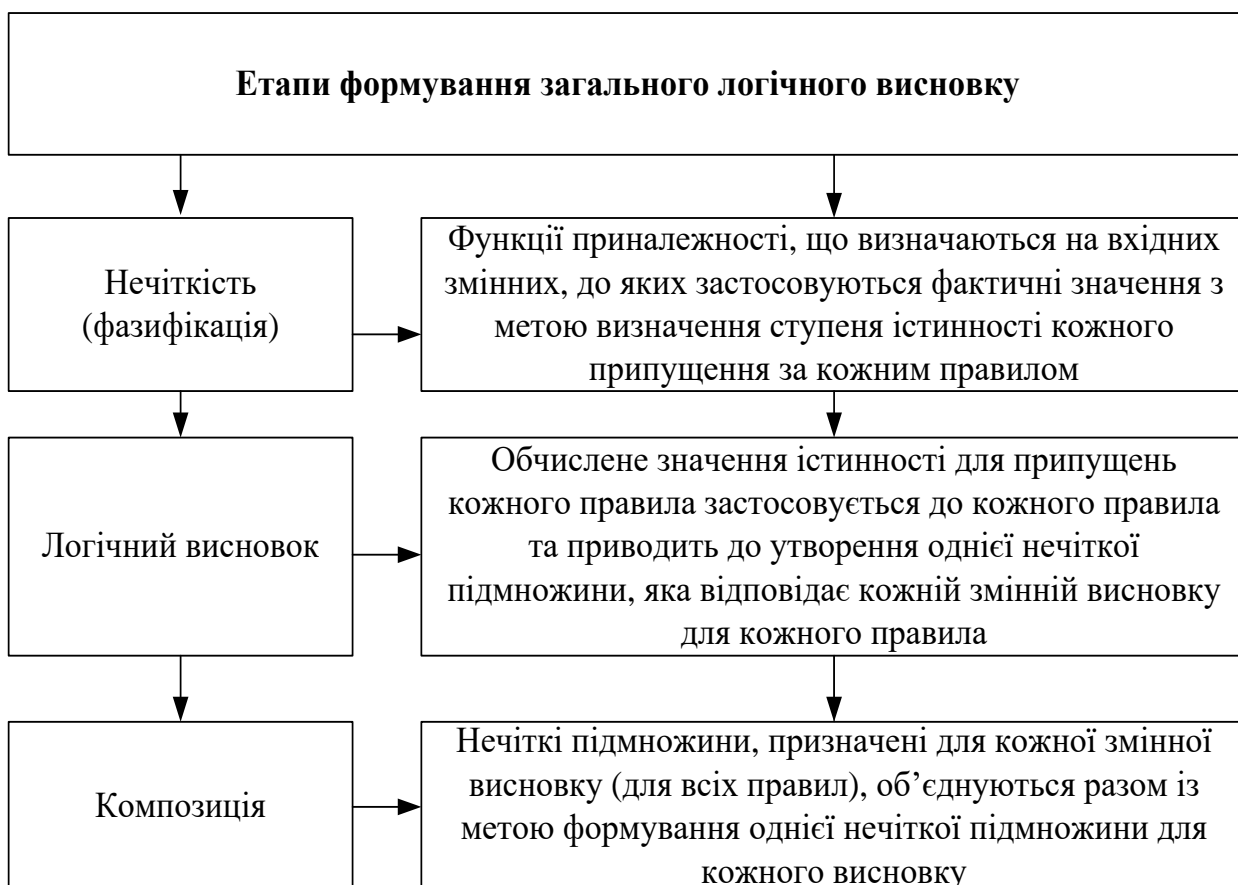 Етапи формування загального логічного висновку
Нечіткість
(фазифікація)
Функції приналежності, що визначаються на вхідних
змінних, до яких застосовуються фактичні значення з
метою визначення ступеня істинності кожного
припущення за кожним правилом
Логічний висновок
Обчислене значення істинності для припущень
кожного правила застосовується до кожного правила
та приводить до утворення однієї нечіткої
підмножини, яка відповідає кожній змінній висновку
для кожного правила
Композиція
Нечіткі підмножини, призначені для кожної змінної
висновку (для всіх правил), об’єднуються разом із
метою формування однієї нечіткої підмножини для
кожного висновку